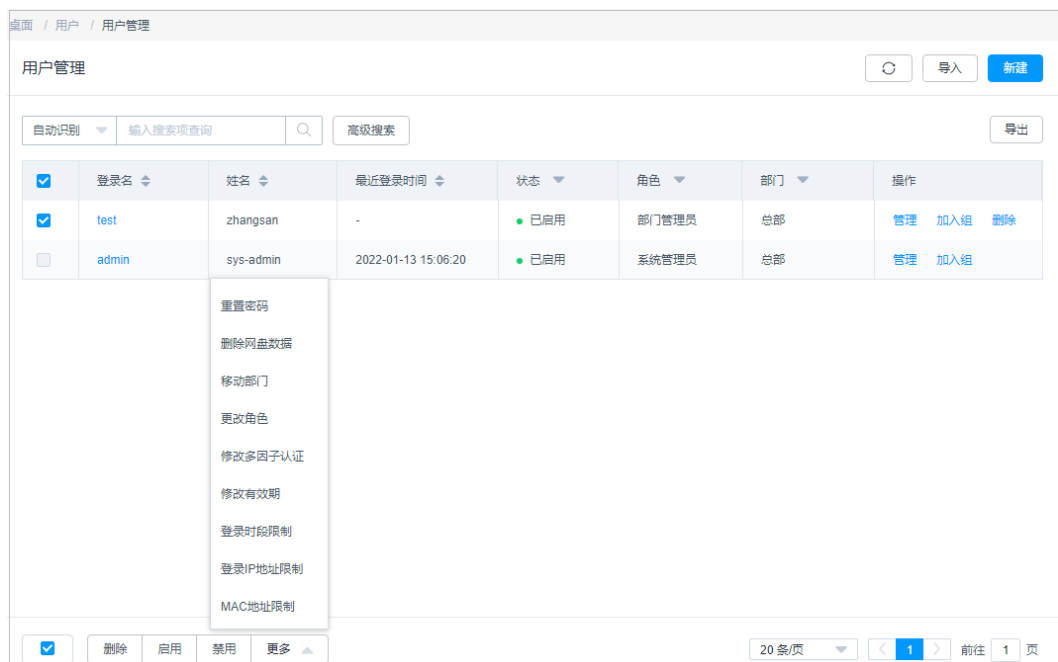 桌面 / 用户 / 用户管理
用户管理 导入 新建
自动识别 输入搜索项查询 高级搜索 导出
登录名 姓名 最近登录时间 状态 角色 部门 操作
test zhangsan - 已启用 部门管理员 总部 管理 加入组 删除
admin sys-admin 2022-01-13 15:06:20 已启用 系统管理员 总部 管理 加入组
重置密码
删除网盘数据
移动部门
更改角色
修改多因子认证
修改有效期
登录时段限制
登录IP地址限制
MAC地址限制
删除 启用 禁用 更多 20 条/页 1 前往 1 页